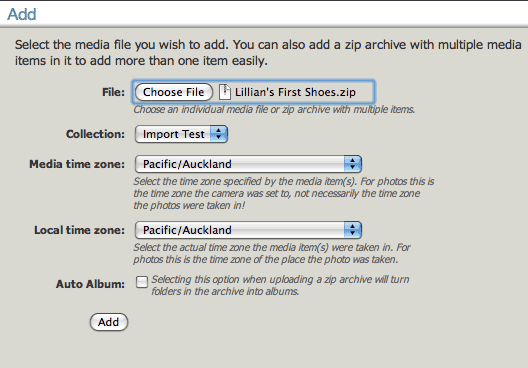 Add
Select the media file you wish to add. You can also add a zip archive with multiple media
items in it to add more than one item easily.
File: Choose File Lillian's First Shoes.zip
Choose an individual media file or zip archive with multiple items.
Collection: Import Test
Media time zone: Pacific/Auckland
Select the time zone specified by the media item(s). For photos this is
the time zone the camera was set to, not necessarily the time zone
the photos were taken in!
Local time zone: Pacific/Auckland
Select the actual time zone the media item(s) were taken in. For
photos this is the time zone of the place the photo was taken.
Auto Album: Selecting this option when uploading a zip archive will turn
folders in the archive into albums.
Add